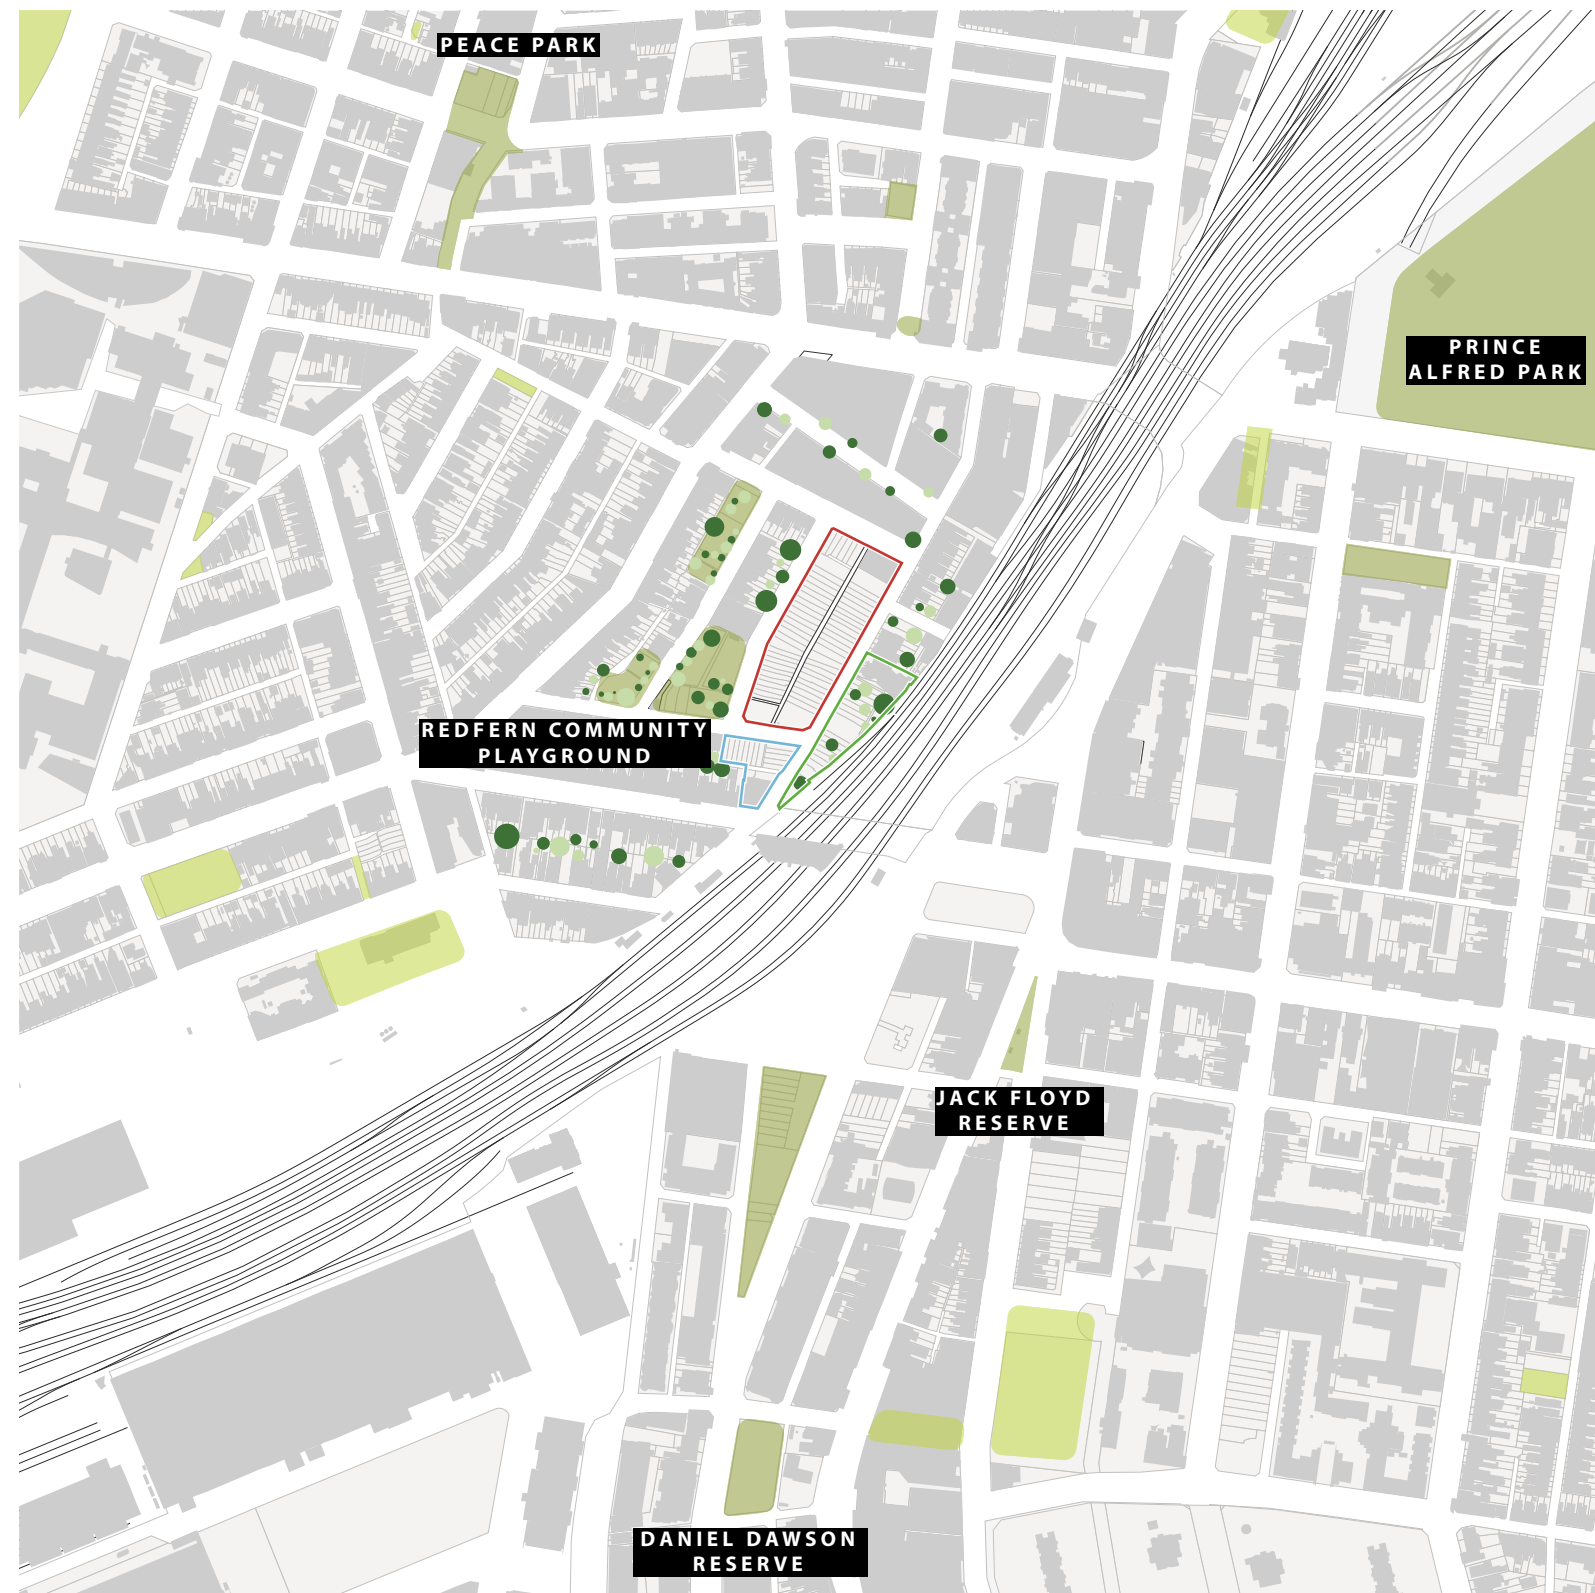 PEACE PARK
PRINCE
ALFRED PARK
REDFERN COMMUNITY
PLAYGROUND
JACK FLOYD
RESERVE
DANIEL DAWSON
RESERVE